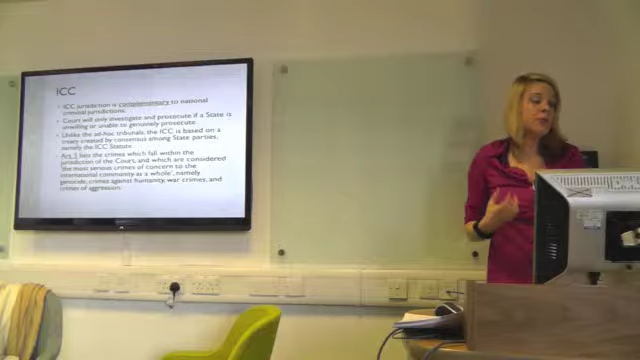 ICC
ICC jurisdiction is complementary to national
criminal jurisdictions.
Court will only investigate and prosecute if a State is
unwilling or unable to genuinely prosecute
Unlike the ad-hoc tribunals, the ICC is based on a
treaty created by consensus among State parties,
namely the ICC Statute.
Art 5 lists the crimes which fall within the
jurisdiction of the Court, and which are considered
'the most serious crimes of concern to the
international community as a whole', namely
genocide, crimes against humanity, war crimes, and
crimes of aggression.